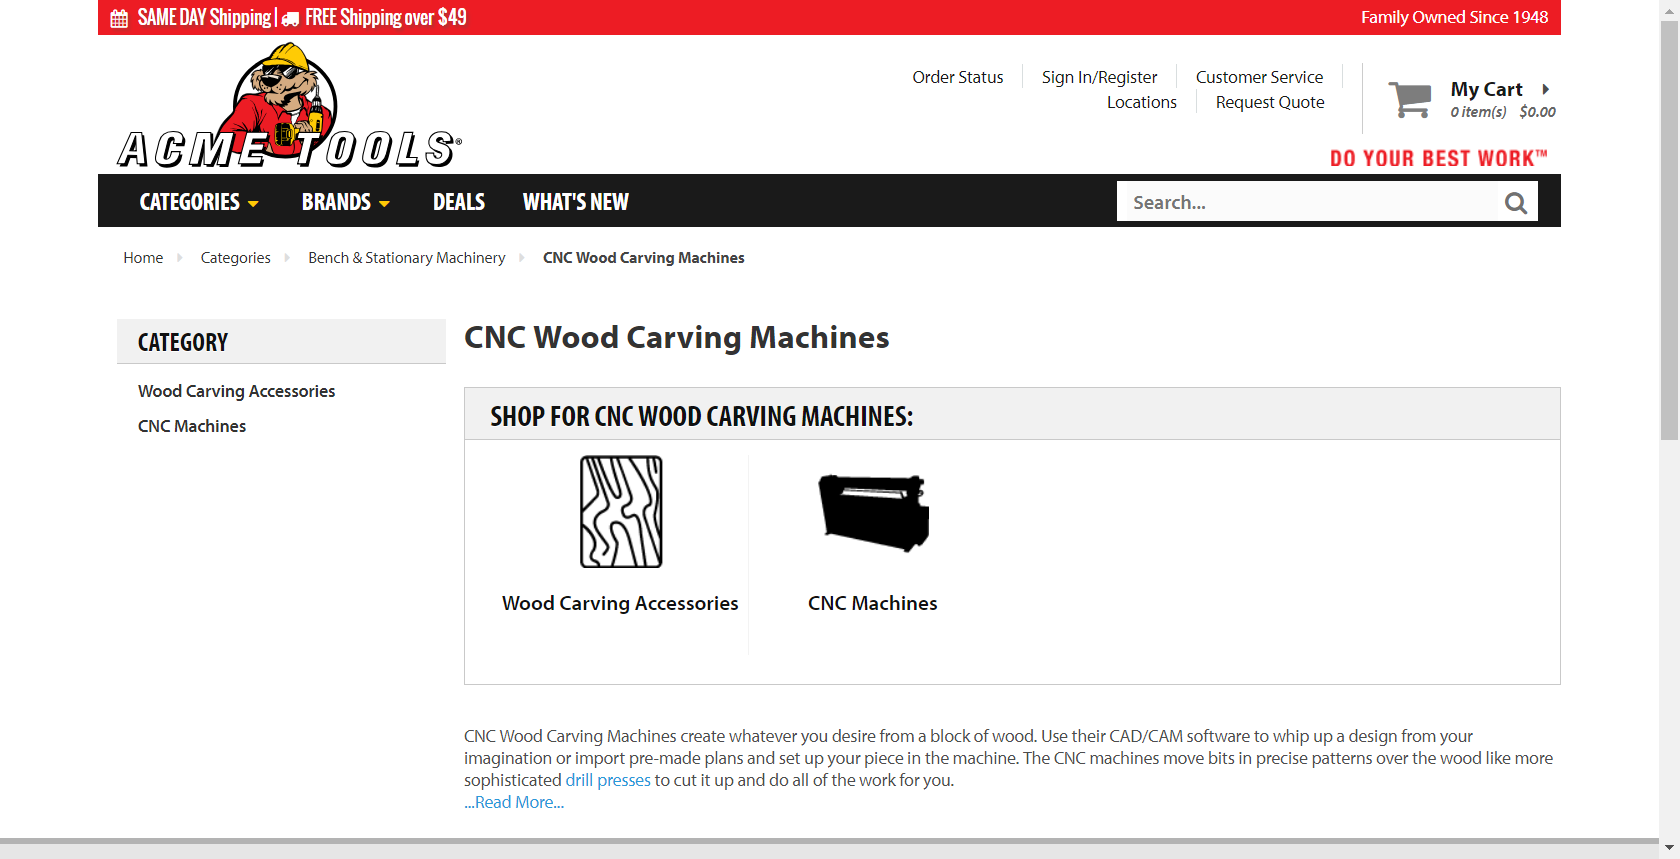 SAME DAY Shipping | FREE Shipping over $49
Family Owned Since 1948
ACME TOOLS®
Order Status
Sign In/Register
Customer Service
Locations
Request Quote
My Cart
0 item(s) $0.00
DO YOUR BEST WORK™
CATEGORIES
BRANDS
DEALS
WHAT'S NEW
Search...
Home
Categories
Bench & Stationary Machinery
CNC Wood Carving Machines
CATEGORY
Wood Carving Accessories
CNC Machines
CNC Wood Carving Machines
SHOP FOR CNC WOOD CARVING MACHINES:
Wood Carving Accessories
CNC Machines
CNC Wood Carving Machines create whatever you desire from a block of wood. Use their CAD/CAM software to whip up a design from your
imagination or import pre-made plans and set up your piece in the machine. The CNC machines move bits in precise patterns over the wood like more
sophisticated drill presses to cut it up and do all of the work for you.
...Read More...